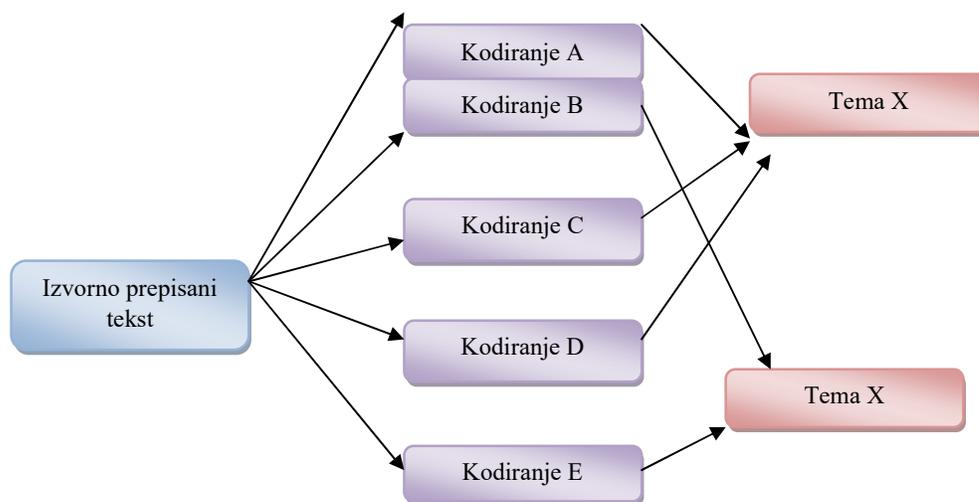 Kodiranje A
Kodiranje B
Tema X
Kodiranje C
Izvorno prepisani
tekst
Kodiranje D
Tema X
Kodiranje E